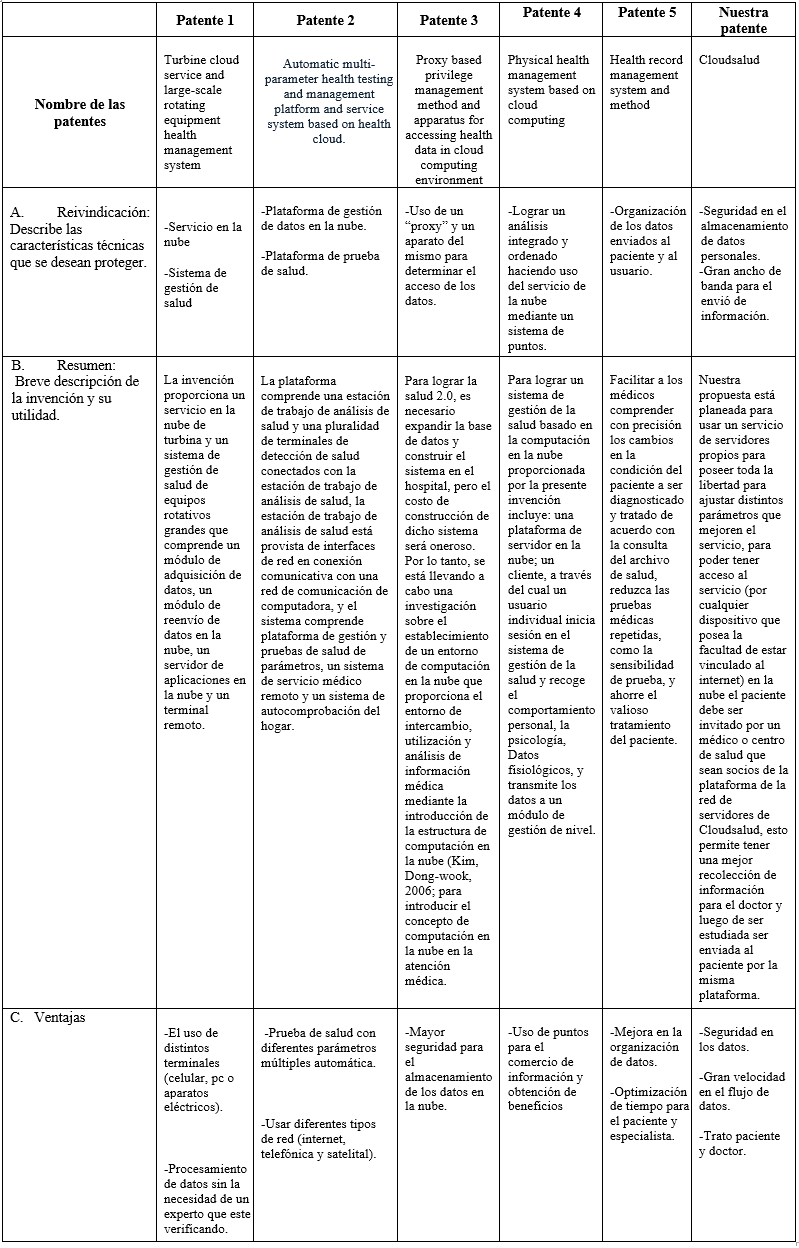 Patente 1
Patente 2
Patente 3
Patente 4
Patente 5
Nuestra
patente
Nombre de las
patentes
Turbine cloud
service and
large-scale
rotating
equipment
health
management
system
Automatic multi-
parameter health testing
and management
platform and service
system based on health
cloud.
Proxy based
privilege
management
method and
apparatus for
accessing health
data in cloud
computing
environment
Physical health
management
system based on
cloud
computing
Health record
management
system and
method
Cloudsalud
A. Reivindicación:
Describe las
características técnicas
que se desean proteger.
-Servicio en la
nube
-Sistema de
gestión de
salud
-Plataforma de gestión
de datos en la nube.
-Plataforma de prueba
de salud.
-Uso de un
“proxy” y un
aparato del
mismo para
determinar el
acceso de los
datos.
-Lograr un
análisis
integrado y
ordenado
haciendo uso
del servicio de
la nube
mediante un
sistema de
puntos.
-Organización
de los datos
enviados al
paciente y al
usuario.
-Seguridad en el
almacenamiento
de datos
personales.
-Gran ancho de
banda para el
envió de
información.
B. Resumen:
Breve descripción de
la invención y su
utilidad.
La invención
proporciona un
servicio en la
nube de
turbina y un
sistema de
gestión de
salud de
equipos
rotativos
grandes que
comprende un
módulo de
adquisición de
datos, un
módulo de
reenvío de
datos en la
nube, un
servidor de
aplicaciones en
la nube y un
terminal
remoto.
La plataforma
comprende una estación
de trabajo de análisis de
salud y una pluralidad
de terminales de
detección de salud
conectados con la
estación de trabajo de
análisis de salud, la
estación de trabajo de
análisis de salud está
provista de interfaces
de red en conexión
comunicativa con una
red de comunicación de
computadora, y el
sistema comprende
plataforma de gestión y
pruebas de salud de
parámetros, un sistema
de servicio médico
remoto y un sistema de
autocomprobación del
hogar.
Para lograr la
salud 2.0, es
necesario
expandir la base
de datos y
construir el
sistema en el
hospital, pero el
costo de
construcción de
dicho sistema
será oneroso.
Por lo tanto, se
está llevando a
cabo una
investigación
sobre el
establecimiento
de un entorno
de computación
en la nube que
proporciona el
entorno de
intercambio,
utilización y
análisis de
información
médica
mediante la
introducción de
la estructura de
computación en
la nube (Kim,
Dong-wook,
2006; para
introducir el
concepto de
computación en
la nube en la
atención
médica.
Para lograr un
sistema de
gestión de la
salud basado en
la computación
en la nube
proporcionada
por la presente
invención
incluye: una
plataforma de
servidor en la
nube; un
cliente, a través
del cual un
usuario
individual inicia
sesión en el
sistema de
gestión de la
salud y recoge
el
comportamiento
personal, la
psicología,
Datos
fisiológicos, y
transmite los
datos a un
módulo de
gestión de nivel.
Facilitar a los
médicos
comprender
con precisión
los cambios
en la
condición del
paciente a ser
diagnosticado
y tratado de
acuerdo con
la consulta
del archivo
de salud,
reduzca las
pruebas
médicas
repetidas,
como la
sensibilidad
de prueba, y
ahorre el
valioso
tratamiento
del paciente.
Nuestra
propuesta está
planeada para
usar un servicio
de servidores
propios para
poseer toda la
libertad para
ajustar distintos
parámetros que
mejoren el
servicio, para
poder tener
acceso al
servicio (por
cualquier
dispositivo que
posea la
facultad de estar
vinculado al
internet) en la
nube el paciente
debe ser
invitado por un
médico o centro
de salud que
sean socios de la
plataforma de la
red de
servidores de
Cloudsalud, esto
permite tener
una mejor
recolección de
información
para el doctor y
luego de ser
estudiada ser
enviada al
paciente por la
misma
plataforma.
C. Ventajas
-El uso de
distintos
terminales
(celular, pc o
aparatos
eléctricos).
-Procesamiento
de datos sin la
necesidad de un
experto que este
verificando.
-Prueba de salud con
diferentes parámetros
múltiples automática.
-Usar diferentes tipos
de red (internet,
telefónica y satelital).
-Mayor
seguridad para
el
almacenamiento
de los datos en
la nube.
-Uso de puntos
para el
comercio de
información y
obtención de
beneficios
-Mejora en la
organización
de datos.
-Optimización
de tiempo para
el paciente y
especialista.
-Seguridad en
los datos.
-Gran velocidad
en el flujo de
datos.
-Trato paciente
y doctor.